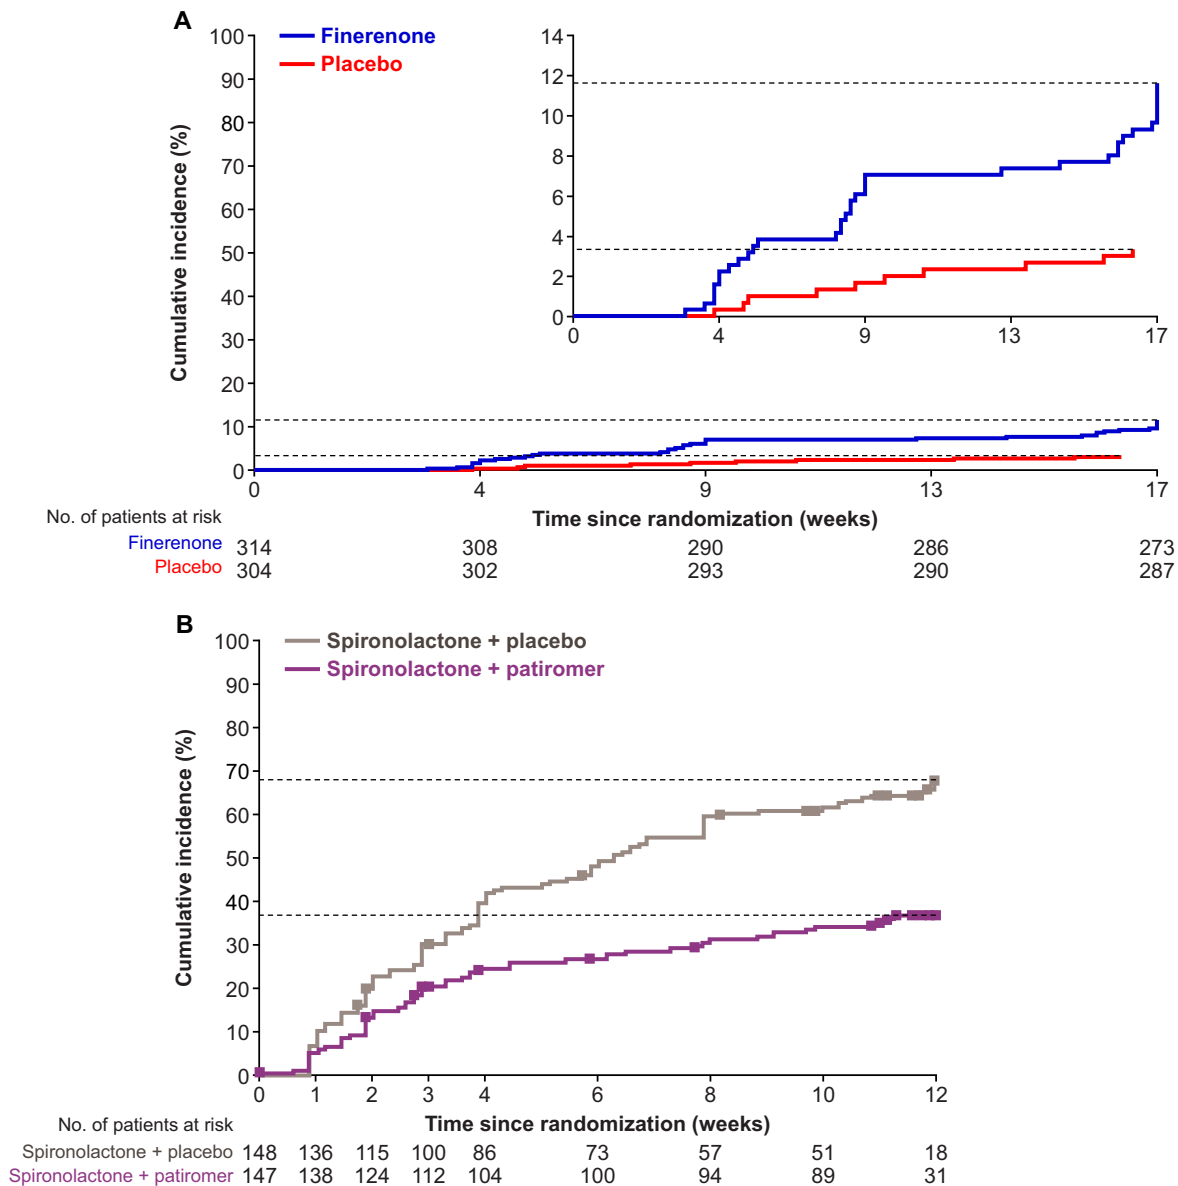 A
Finerenone
Placebo
Cumulative incidence (%)
100
90
80
70
60
50
40
30
20
10
0
0 4 9 13 17
14
12
10
8
6
4
2
0
0 4 9 13 17
Time since randomization (weeks)
No. of patients at risk
Finerenone 314 308 290 286 273
Placebo 304 302 293 290 287
B
Spironolactone + placebo
Spironolactone + patiromer
Cumulative incidence (%)
100
90
80
70
60
50
40
30
20
10
0
0 1 2 3 4 6 8 10 12
Time since randomization (weeks)
No. of patients at risk
Spironolactone + placebo 148 136 115 100 86 73 57 51 18
Spironolactone + patiromer 147 138 124 112 104 100 94 89 31